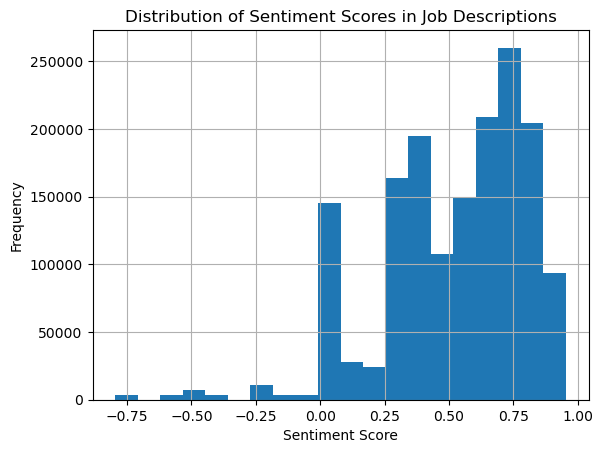 Distribution of Sentiment Scores in Job Descriptions
250000
200000
150000
100000
50000
0
Frequency
−0.75 −0.50 −0.25 0.00 0.25 0.50 0.75 1.00
Sentiment Score